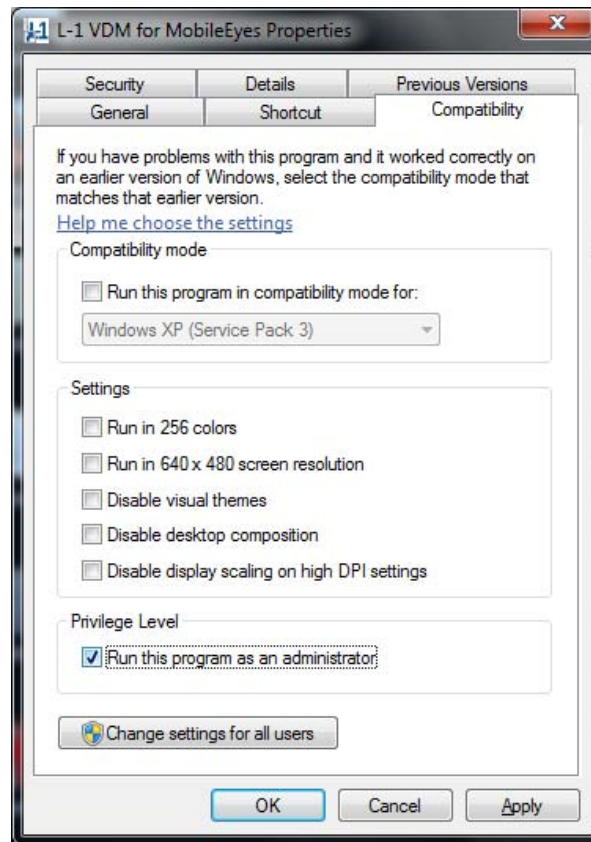 L-1 VDM for MobileEyes Properties
Security Details Previous Versions
General Shortcut Compatibility
If you have problems with this program and it worked correctly on
an earlier version of Windows, select the compatibility mode that
matches that earlier version.
Help me choose the settings
Compatibility mode
Run this program in compatibility mode for:
Windows XP (Service Pack 3)
Settings
Run in 256 colors
Run in 640 x 480 screen resolution
Disable visual themes
Disable desktop composition
Disable display scaling on high DPI settings
Privilege Level
Run this program as an administrator
Change settings for all users
OK Cancel Apply